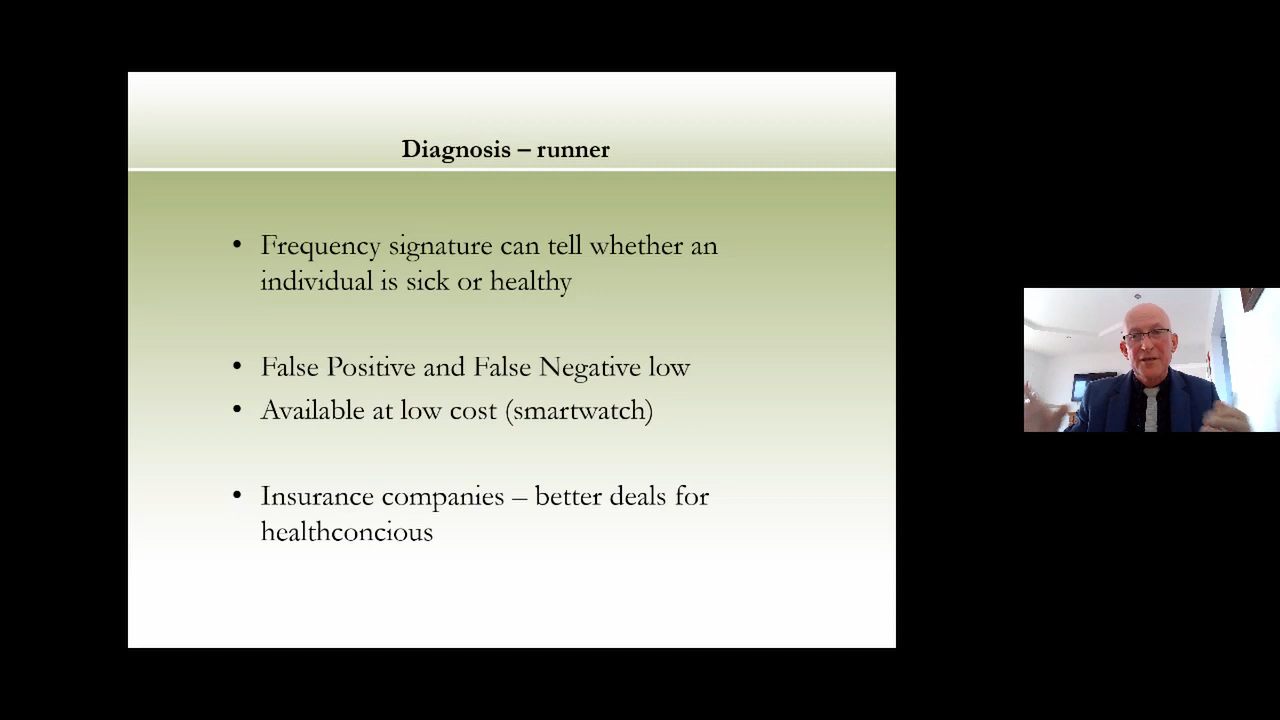 Diagnosis – runner
• Frequency signature can tell whether an
individual is sick or healthy
• False Positive and False Negative low
• Available at low cost (smartwatch)
• Insurance companies – better deals for
healthconcious